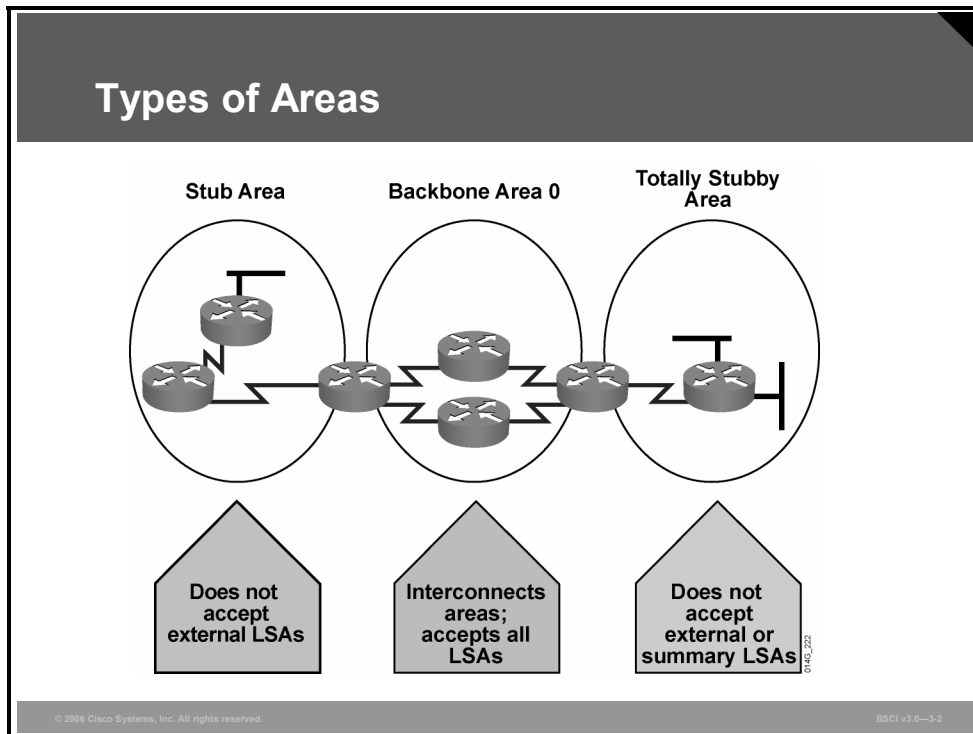 Types of Areas
Stub Area
Backbone Area 0
Totally Stubby
Area
Does not
accept
external LSAs
Interconnects
areas;
accepts all
LSAs
Does not
accept
external or
summary LSAs
014G_222
© 2006 Cisco Systems, Inc. All rights reserved.
BSCI v3.0—3-2